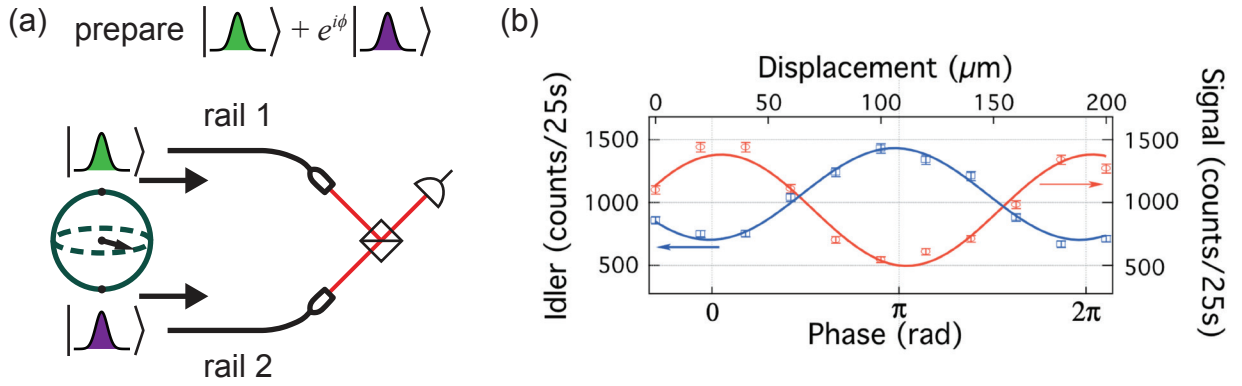 (a) prepare | ⟩ + e^{iϕ} | ⟩
rail 1
rail 2
(b)
Displacement (μm)
0 50 100 150 200
Idler (counts/25s)
1500
1000
500
Signal (counts/25s)
1500
1000
500
0 π 2π
Phase (rad)